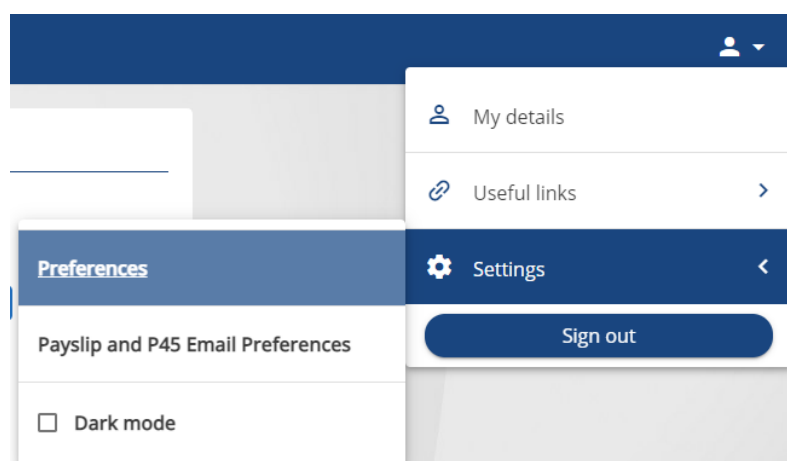 My details
Useful links
Settings
Sign out
Preferences
Payslip and P45 Email Preferences
Dark mode